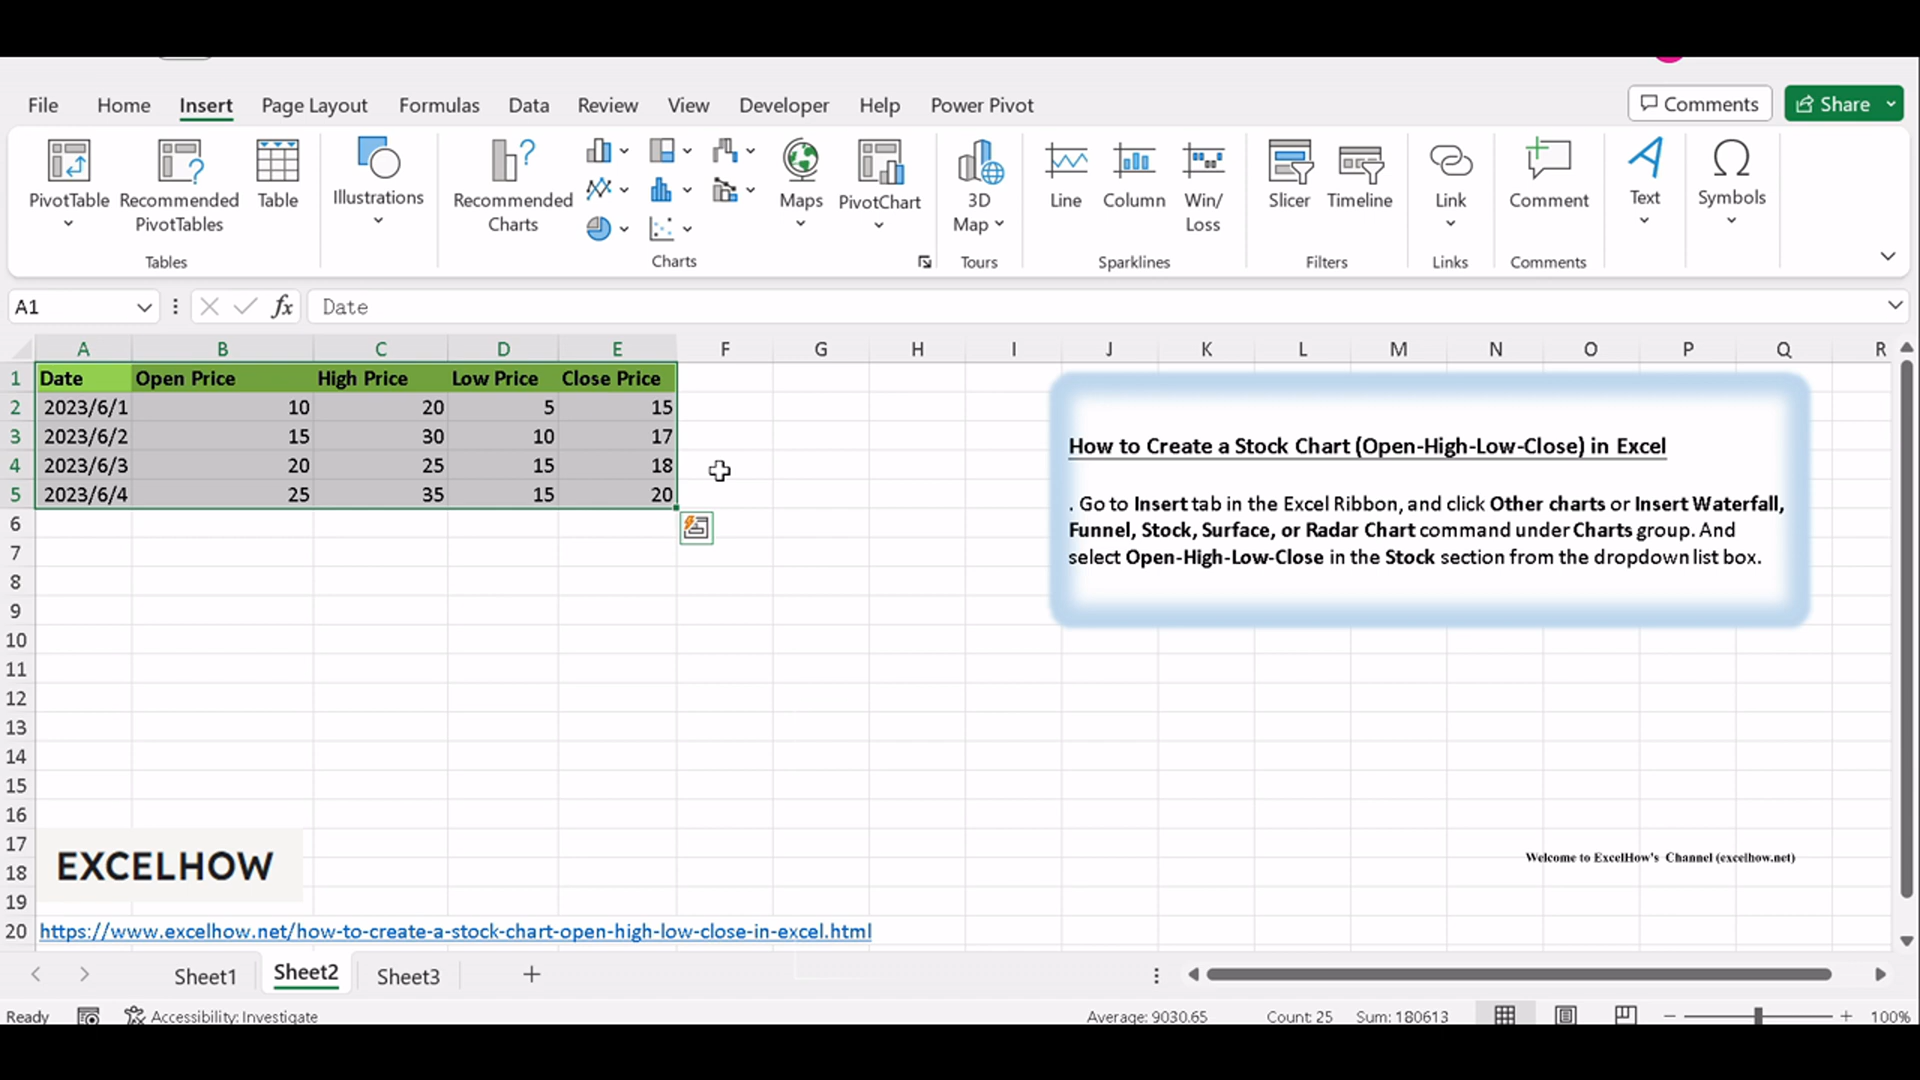 File Home Insert Page Layout Formulas Data Review View Developer Help Power Pivot Comments Share
PivotTable Recommended PivotTables Table Illustrations Recommended Charts Maps PivotChart 3D Map Line Column Win/Loss Slicer Timeline Link Comment Text Symbols
Tables Charts Tours Sparklines Filters Links Comments
A1 fx Date
A B C D E F G H I J K L M N O P Q R
1 Date Open Price High Price Low Price Close Price
2 2023/6/1 10 20 5 15
3 2023/6/2 15 30 10 17
4 2023/6/3 20 25 15 18
5 2023/6/4 25 35 15 20
6
7
8
9
10
11
12
13
14
15
16
17
18
19
How to Create a Stock Chart (Open-High-Low-Close) in Excel
. Go to Insert tab in the Excel Ribbon, and click Other charts or Insert Waterfall,
Funnel, Stock, Surface, or Radar Chart command under Charts group. And
select Open-High-Low-Close in the Stock section from the dropdown list box.
EXCELHOW
Welcome to ExcelHow's Channel (excelhow.net)
20 https://www.excelhow.net/how-to-create-a-stock-chart-open-high-low-close-in-excel.html
Sheet1 Sheet2 Sheet3
Ready Accessibility: Investigate Average: 9030.65 Count: 25 Sum: 180613 100%